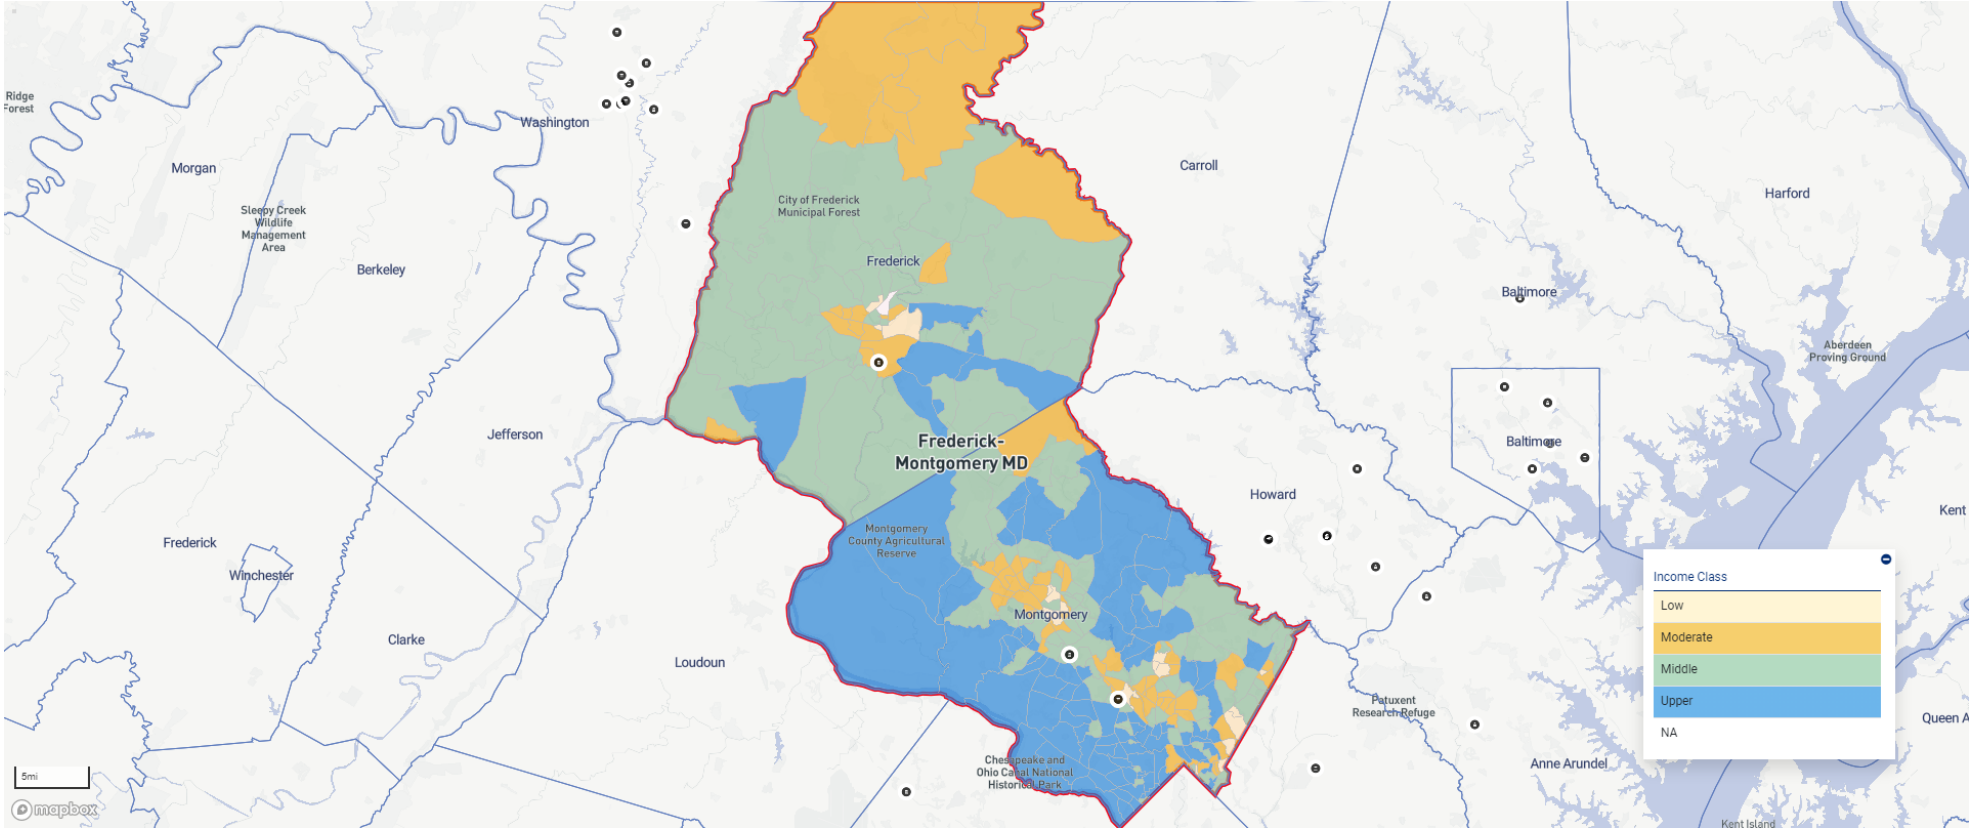 Ridge
Forest
Washington
Morgan
Carroll
Harford
City of Frederick
Municipal Forest
Sleepy Creek
Wildlife
Management
Area
Berkeley
Frederick
Baltimore
Aberdeen
Proving Ground
Jefferson
Frederick-
Montgomery MD
Baltimore
Howard
Kent
Montgomery
County Agricultural
Reserve
Frederick
Winchester
Income Class
Low
Moderate
Middle
Upper
NA
Montgomery
Clarke
Loudoun
Patuxent
Research Refuge
Queen A
Chesapeake and
Ohio Canal National
Historical Park
Anne Arundel
5mi
mapbox
Kent Island